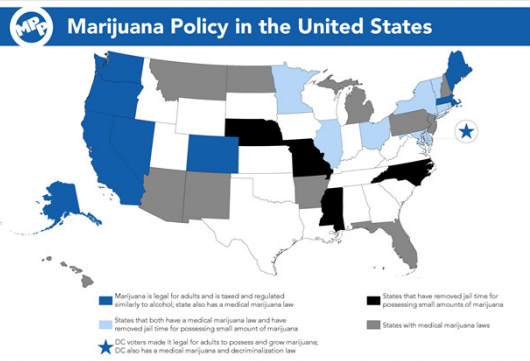 MPP
Marijuana Policy in the United States
Marijuana is legal for adults and is taxed and regulated
similarly to alcohol; state also has a medical marijuana law
States that both have a medical marijuana law and have
removed jail time for possessing small amount of marijuana
DC voters made it legal for adults to possess and grow marijuana;
DC also has a medical marijuana and decriminalization law
States that have removed jail time for
possessing small amounts of marijuana
States with medical marijuana laws